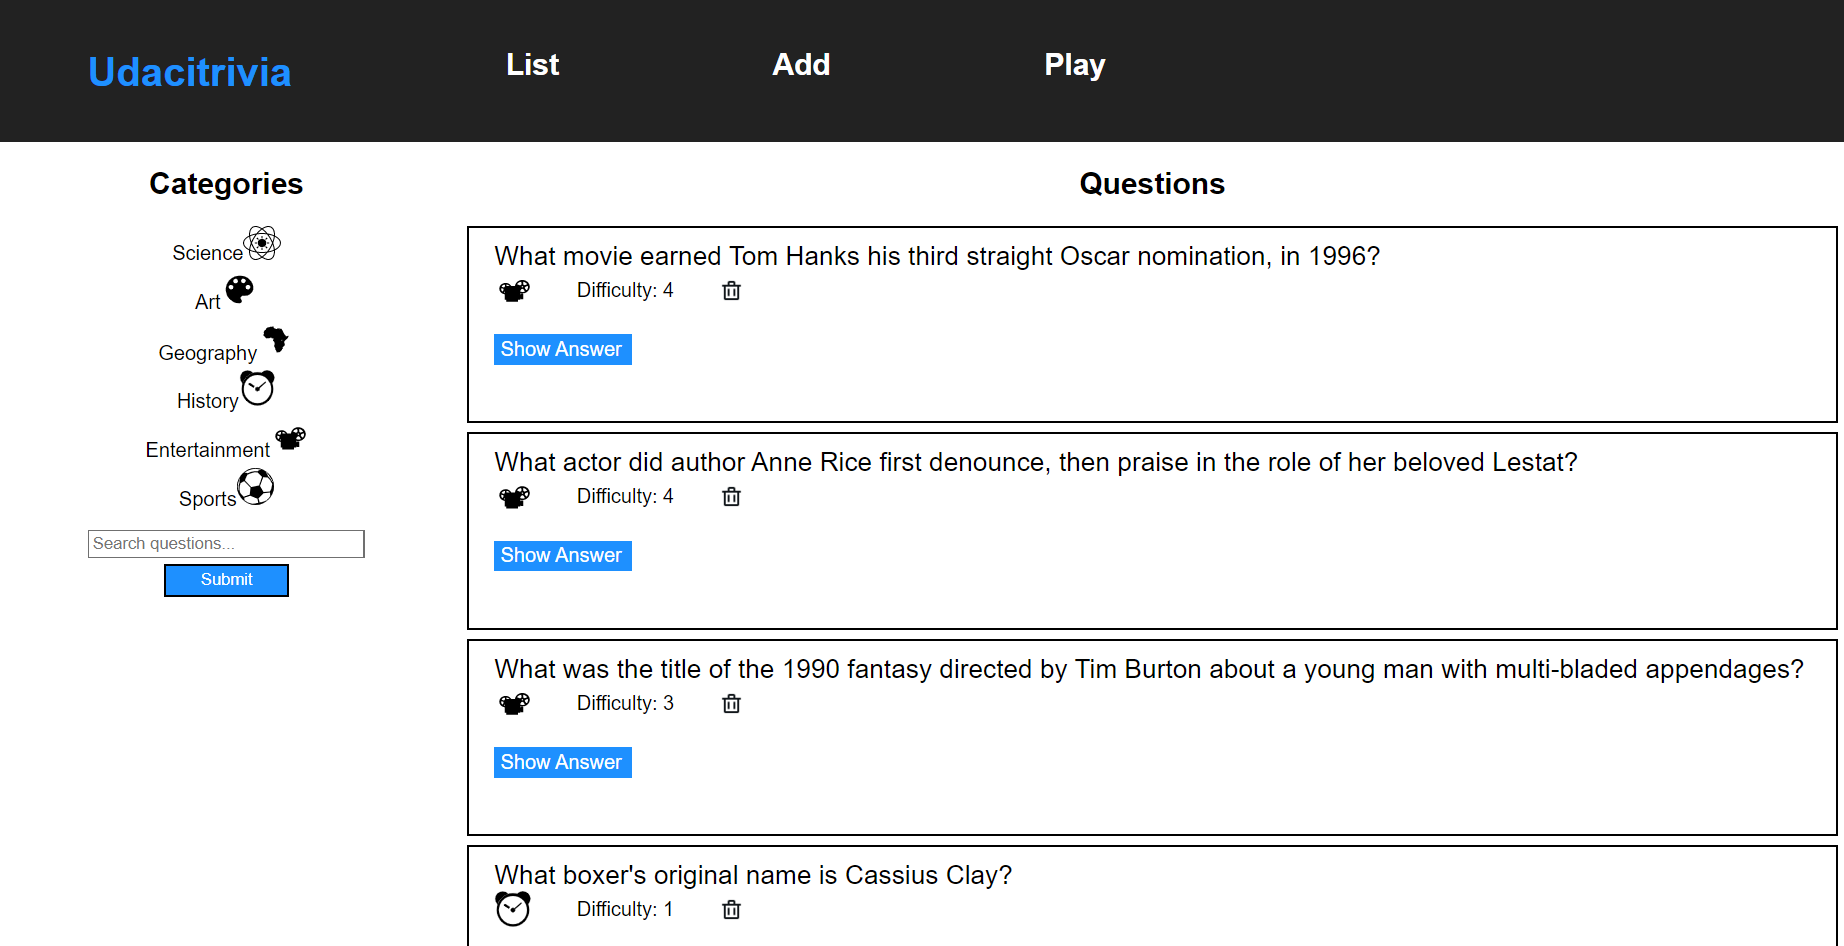 Udacitrivia
List
Add
Play
Categories
Science
Art
Geography
History
Entertainment
Sports
Search questions...
Submit
Questions
What movie earned Tom Hanks his third straight Oscar nomination, in 1996?
Difficulty: 4
Show Answer
What actor did author Anne Rice first denounce, then praise in the role of her beloved Lestat?
Difficulty: 4
Show Answer
What was the title of the 1990 fantasy directed by Tim Burton about a young man with multi-bladed appendages?
Difficulty: 3
Show Answer
What boxer's original name is Cassius Clay?
Difficulty: 1